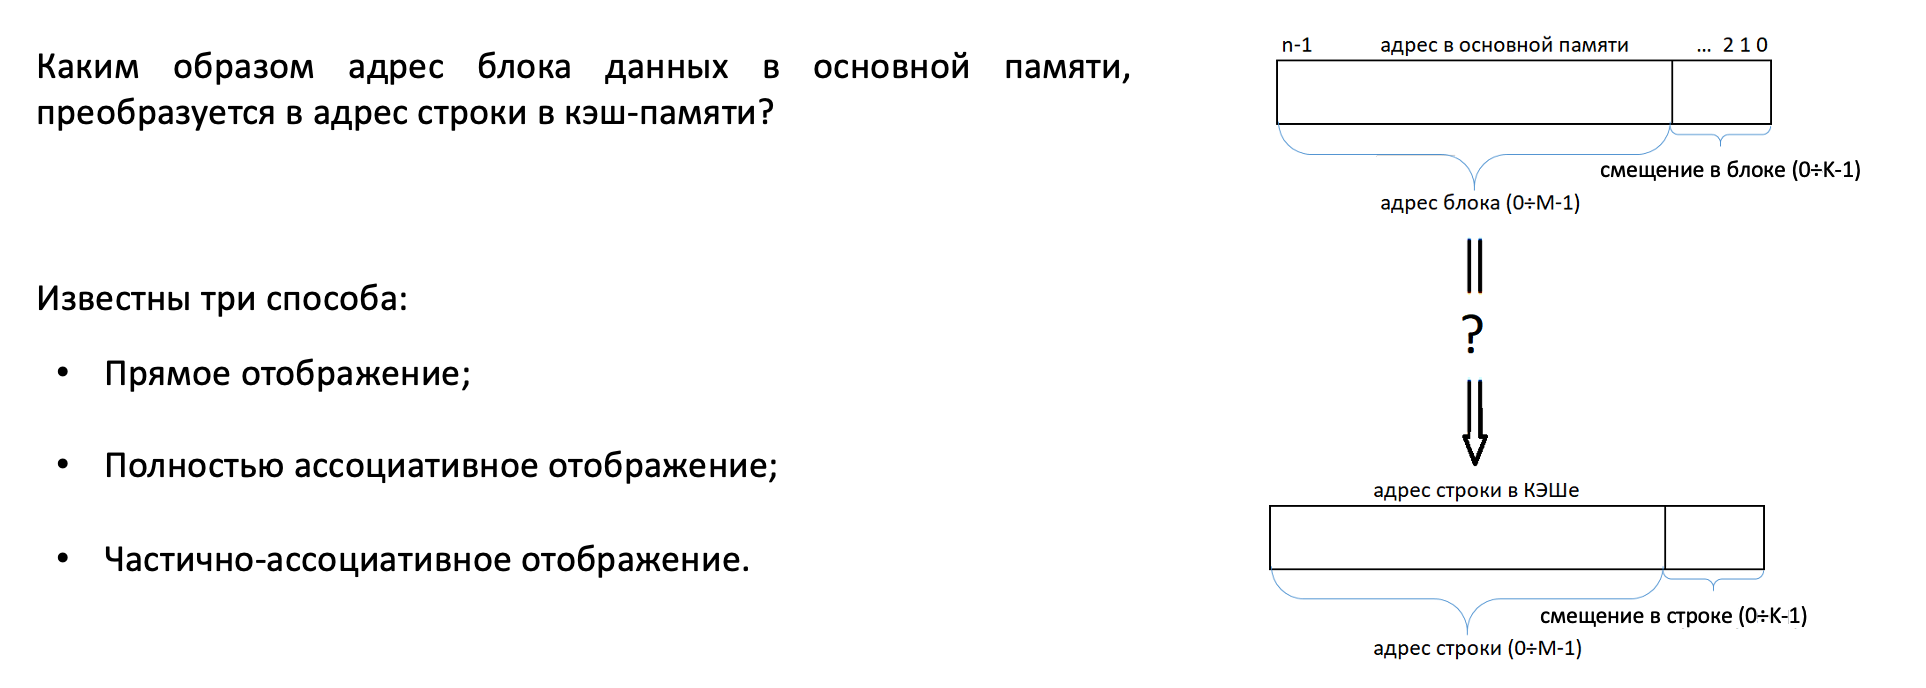 Каким образом адрес блока данных в основной памяти,
преобразуется в адрес строки в кэш-памяти?
Известны три способа:
• Прямое отображение;
• Полностью ассоциативное отображение;
• Частично-ассоциативное отображение.
n-1 адрес в основной памяти ... 2 1 0
смещение в блоке (0÷K-1)
адрес блока (0÷M-1)
?
адрес строки в КЭШе
смещение в строке (0÷K-1)
адрес строки (0÷M-1)